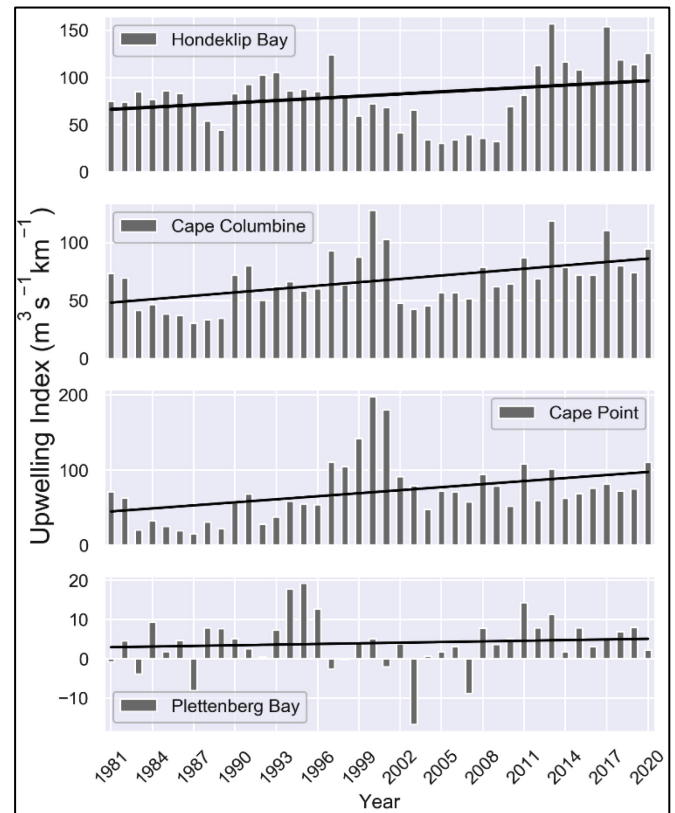 Upwelling Index (m³ s⁻¹ km⁻¹)
Hondeklip Bay
150
100
50
0
Cape Columbine
100
50
0
Cape Point
200
100
0
Plettenberg Bay
20
10
0
−10
1981 1984 1987 1990 1993 1996 1999 2002 2005 2008 2011 2014 2017 2020
Year